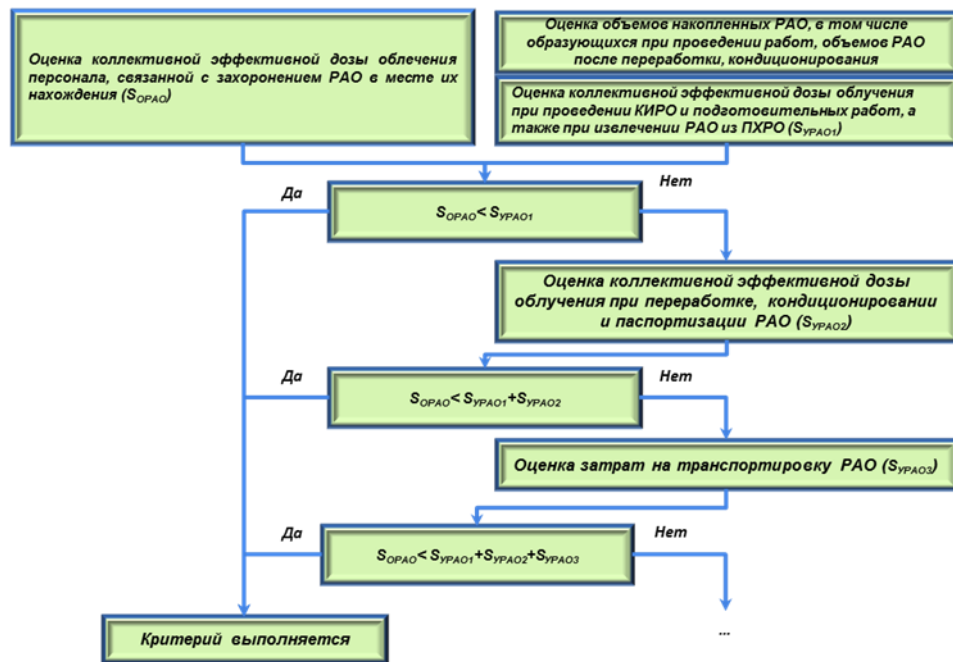 Оценка коллективной эффективной дозы облечения
персонала, связанной с захоронением РАО в месте их
нахождения (SОРАО)
Оценка объемов накопленных РАО, в том числе
образующихся при проведении работ, объемов РАО
после переработки, кондиционирования
Оценка коллективной эффективной дозы облучения
при проведении КИРО и подготовительных работ, а
также при извлечении РАО из ПХРО (SУРАО1)
Да
Нет
SОРАО< SУРАО1
Оценка коллективной эффективной дозы
облучения при переработке, кондиционировании
и паспортизации РАО (SУРАО2)
Да
Нет
SОРАО< SУРАО1+SУРАО2
Оценка затрат на транспортировку РАО (SУРАО3)
Да
Нет
SОРАО< SУРАО1+SУРАО2+SУРАО3
Критерий выполняется
...